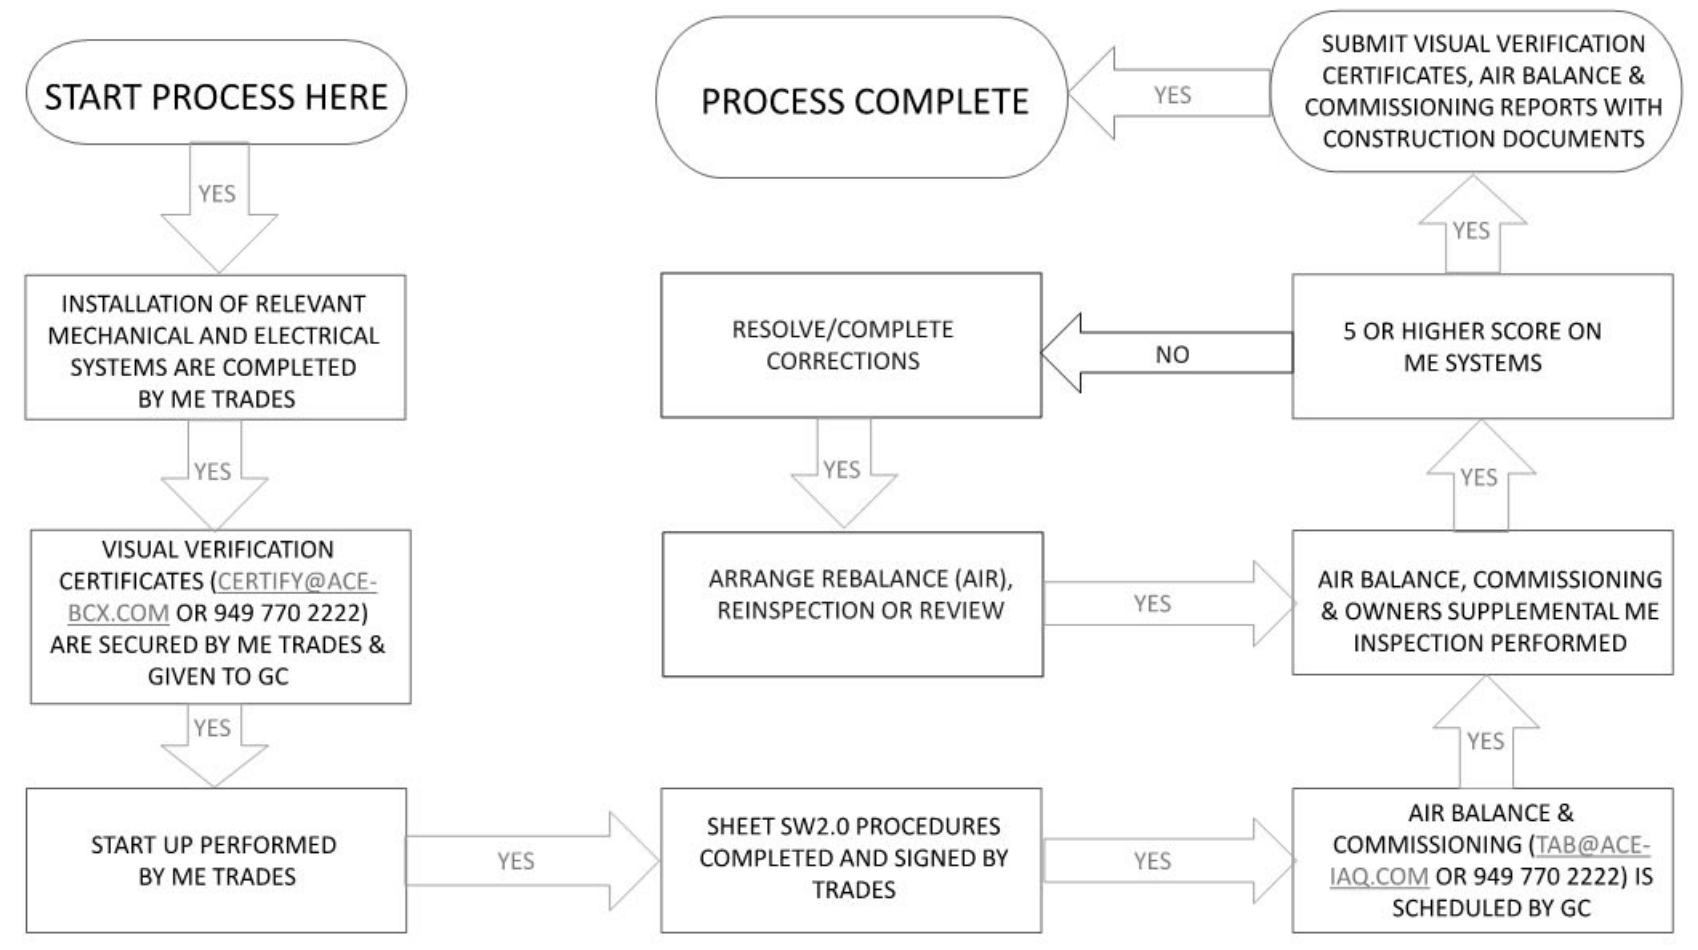 START PROCESS HERE
YES
INSTALLATION OF RELEVANT
MECHANICAL AND ELECTRICAL
SYSTEMS ARE COMPLETED
BY ME TRADES
YES
VISUAL VERIFICATION
CERTIFICATES (CERTIFY@ACE-
BCX.COM OR 949 770 2222)
ARE SECURED BY ME TRADES &
GIVEN TO GC
YES
START UP PERFORMED
BY ME TRADES
YES
SHEET SW2.0 PROCEDURES
COMPLETED AND SIGNED BY
TRADES
YES
AIR BALANCE &
COMMISSIONING (TAB@ACE-
IAQ.COM OR 949 770 2222) IS
SCHEDULED BY GC
YES
AIR BALANCE, COMMISSIONING
& OWNERS SUPPLEMENTAL ME
INSPECTION PERFORMED
YES
5 OR HIGHER SCORE ON
ME SYSTEMS
NO
RESOLVE/COMPLETE
CORRECTIONS
YES
ARRANGE REBALANCE (AIR),
REINSPECTION OR REVIEW
YES
YES
SUBMIT VISUAL VERIFICATION
CERTIFICATES, AIR BALANCE &
COMMISSIONING REPORTS WITH
CONSTRUCTION DOCUMENTS
YES
PROCESS COMPLETE